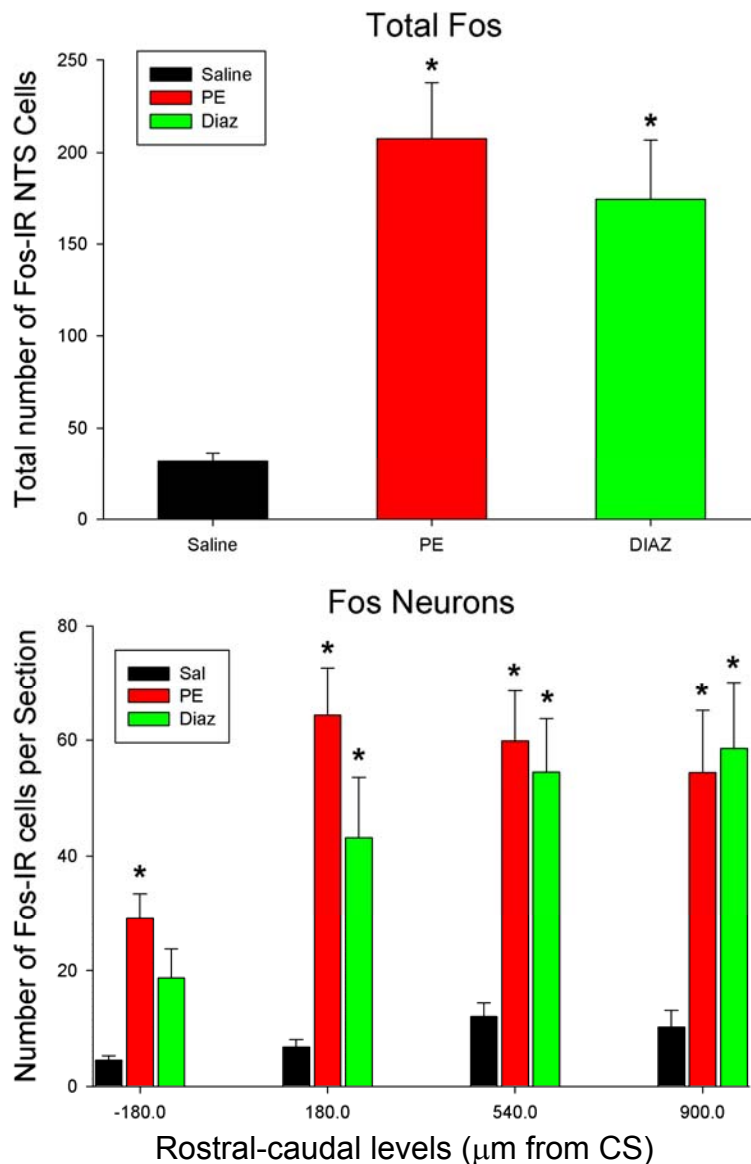 Total Fos
Total number of Fos-IR NTS Cells
250
200
150
100
50
0
Saline
PE
Diaz
*
*
Saline
PE
DIAZ
Fos Neurons
Number of Fos-IR cells per Section
80
60
40
20
0
Sal
PE
Diaz
*
*
*
*
*
*
*
-180.0
180.0
540.0
900.0
Rostral-caudal levels (μm from CS)